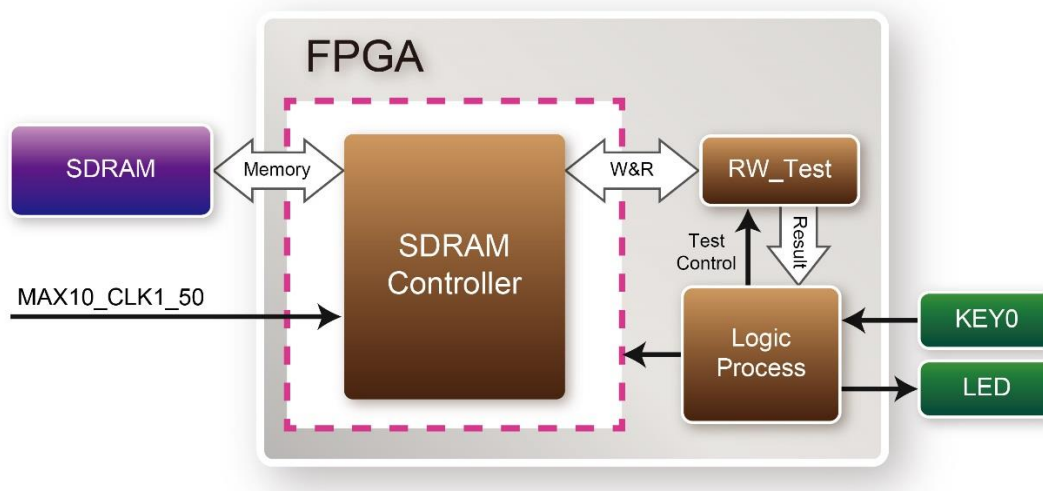 FPGA
SDRAM
Memory
W&R
RW_Test
SDRAM
Controller
Test
Control
Result
MAX10_CLK1_50
Logic
Process
KEY0
LED